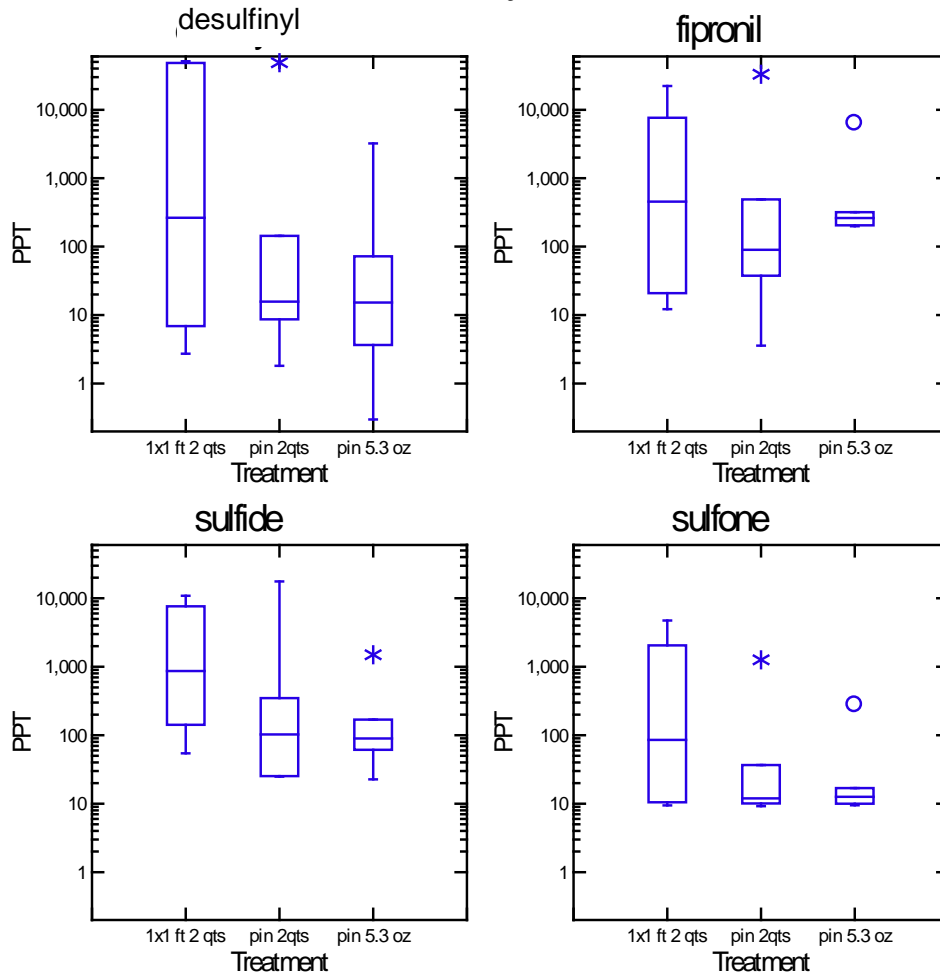 desulfinyl
fipronil
10,000
1,000
100
10
1
PPT
1x1 ft 2 qts pin 2qts pin 5.3 oz
Treatment
10,000
1,000
100
10
1
PPT
1x1 ft 2 qts pin 2qts pin 5.3 oz
Treatment
sulfide
sulfone
10,000
1,000
100
10
1
PPT
1x1 ft 2 qts pin 2qts pin 5.3 oz
Treatment
10,000
1,000
100
10
1
PPT
1x1 ft 2 qts pin 2qts pin 5.3 oz
Treatment